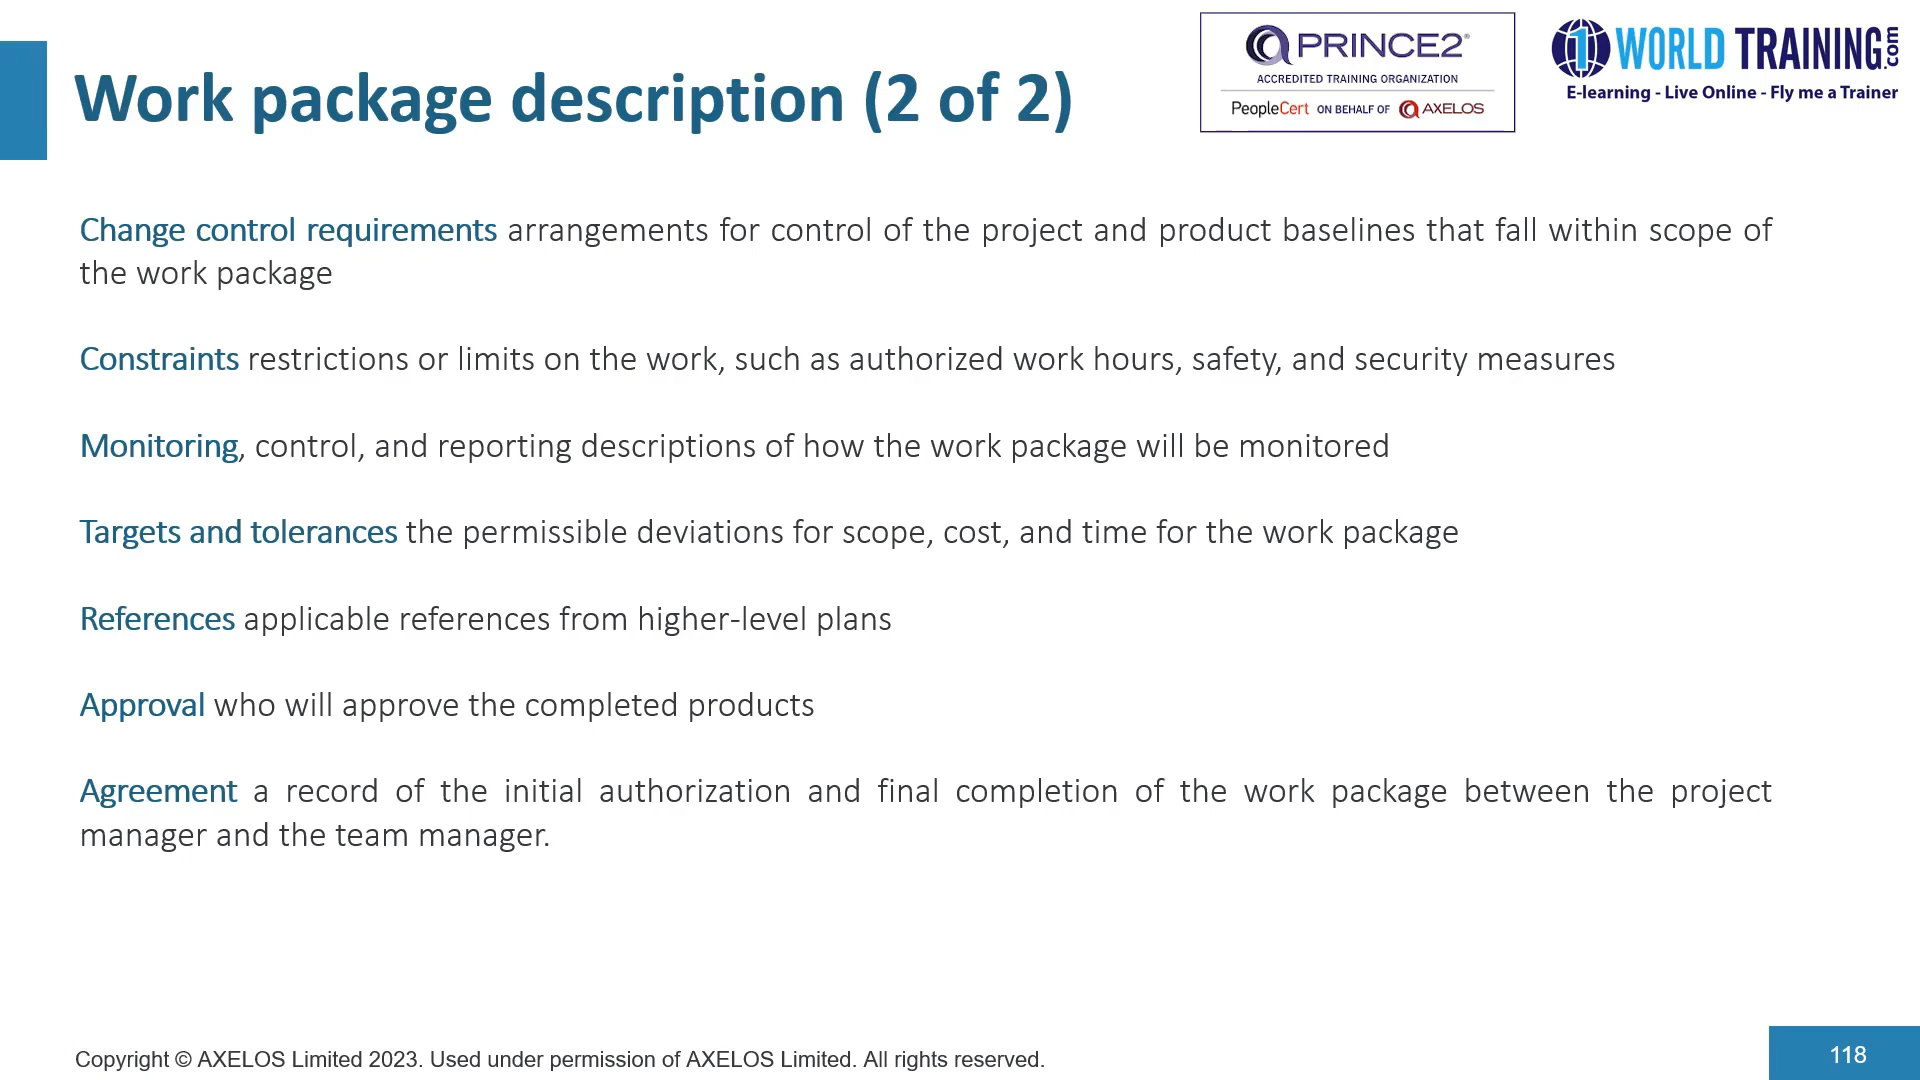 PRINCE2®
ACCREDITED TRAINING ORGANIZATION
PeopleCert ON BEHALF OF AXELOS
1 WORLD TRAINING.com
E-learning - Live Online - Fly me a Trainer
Work package description (2 of 2)
Change control requirements arrangements for control of the project and product baselines that fall within scope of
the work package
Constraints restrictions or limits on the work, such as authorized work hours, safety, and security measures
Monitoring, control, and reporting descriptions of how the work package will be monitored
Targets and tolerances the permissible deviations for scope, cost, and time for the work package
References applicable references from higher-level plans
Approval who will approve the completed products
Agreement a record of the initial authorization and final completion of the work package between the project
manager and the team manager.
Copyright © AXELOS Limited 2023. Used under permission of AXELOS Limited. All rights reserved.
118